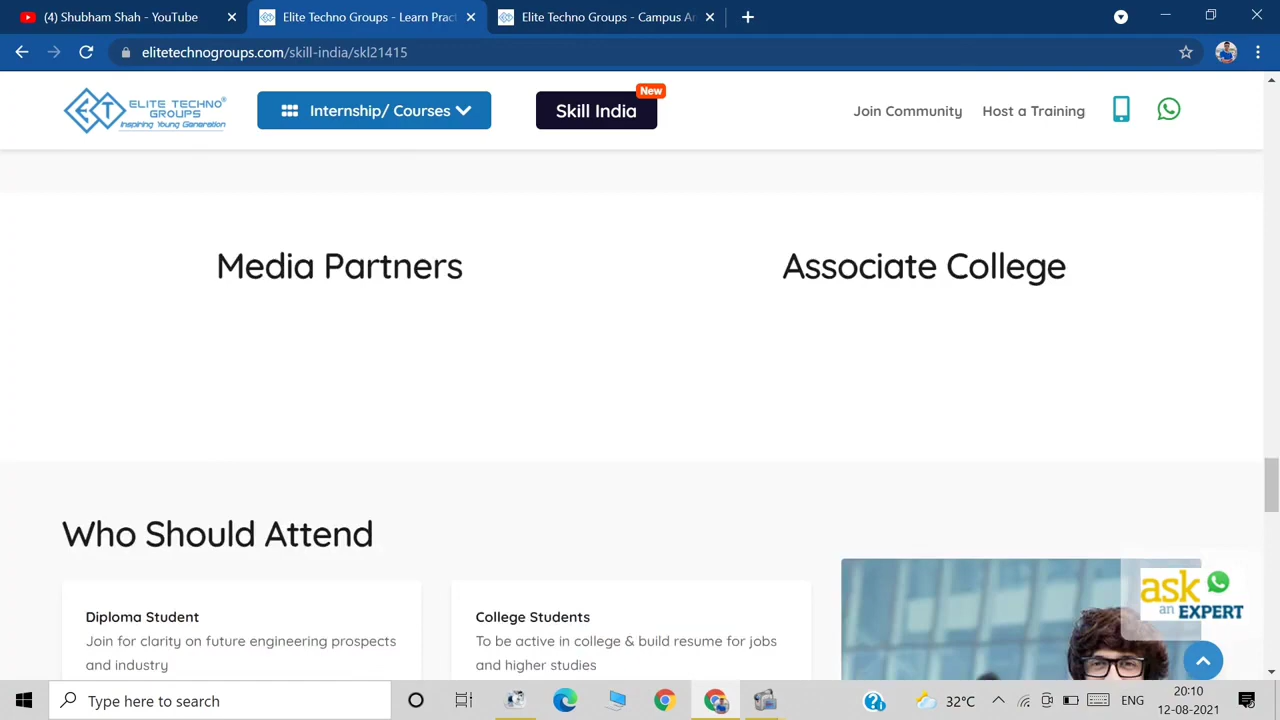 (4) Shubham Shah - YouTube
Elite Techno Groups - Learn Prac
Elite Techno Groups - Campus Ar
elitetechnogroups.com/skill-india/skl21415
ELITE TECHNO
GROUPS
Inspiring Young Generation
Internship/ Courses
Skill India
New
Join Community
Host a Training
Media Partners
Associate College
Who Should Attend
Diploma Student
Join for clarity on future engineering prospects
and industry
College Students
To be active in college & build resume for jobs
and higher studies
ask
an EXPERT
Type here to search
32°C
ENG
20:10
12-08-2021